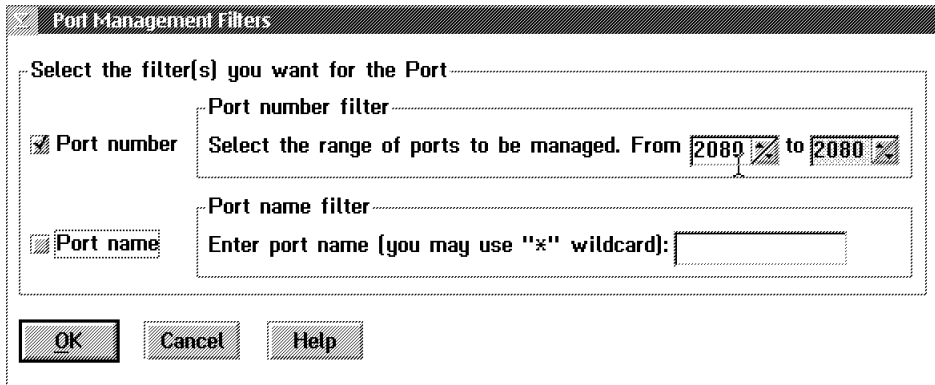 Port Management Filters
Select the filter(s) you want for the Port
Port number filter
Port number
Select the range of ports to be managed. From 2080 to 2080
Port name filter
Port name
Enter port name (you may use "*" wildcard):
OK Cancel Help